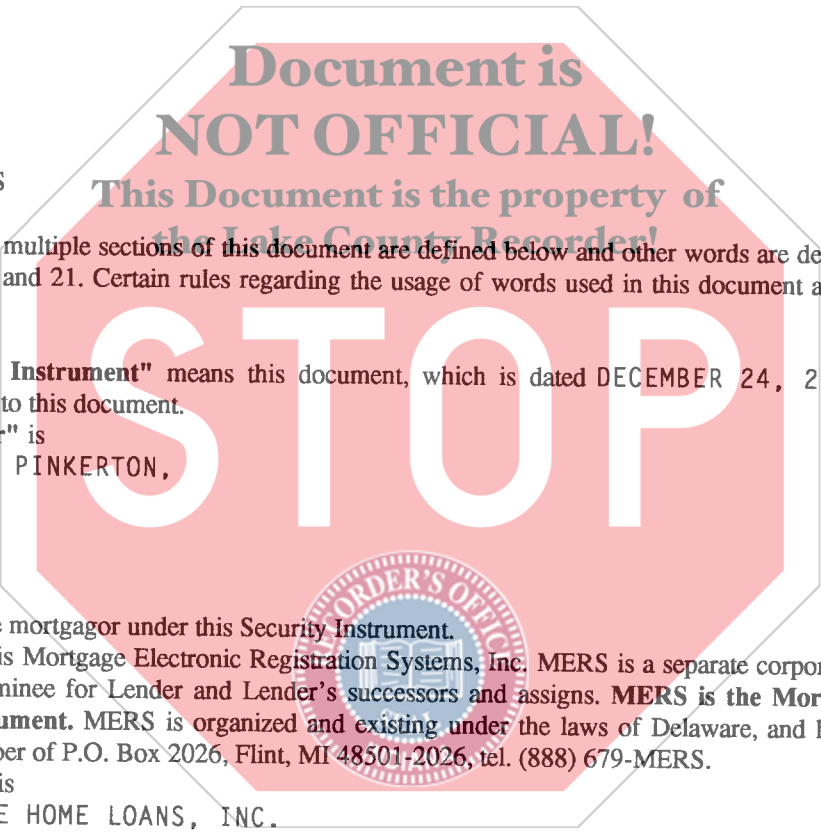 Document is
NOT OFFICIAL!
This Document is the property of
the Lake County Recorder!
S
multiple sections of this document are defined below and other words are de
and 21. Certain rules regarding the usage of words used in this document a
STOP
Instrument" means this document, which is dated DECEMBER 24, 2
to this document.
r" is
PINKERTON,
RECORDER'S OFFICE
e mortgagor under this Security Instrument.
is Mortgage Electronic Registration Systems, Inc. MERS is a separate corpor
minee for Lender and Lender's successors and assigns. MERS is the Mor
ument. MERS is organized and existing under the laws of Delaware, and
ber of P.O. Box 2026, Flint, MI 48501-2026, tel. (888) 679-MERS.
is
E HOME LOANS, INC.